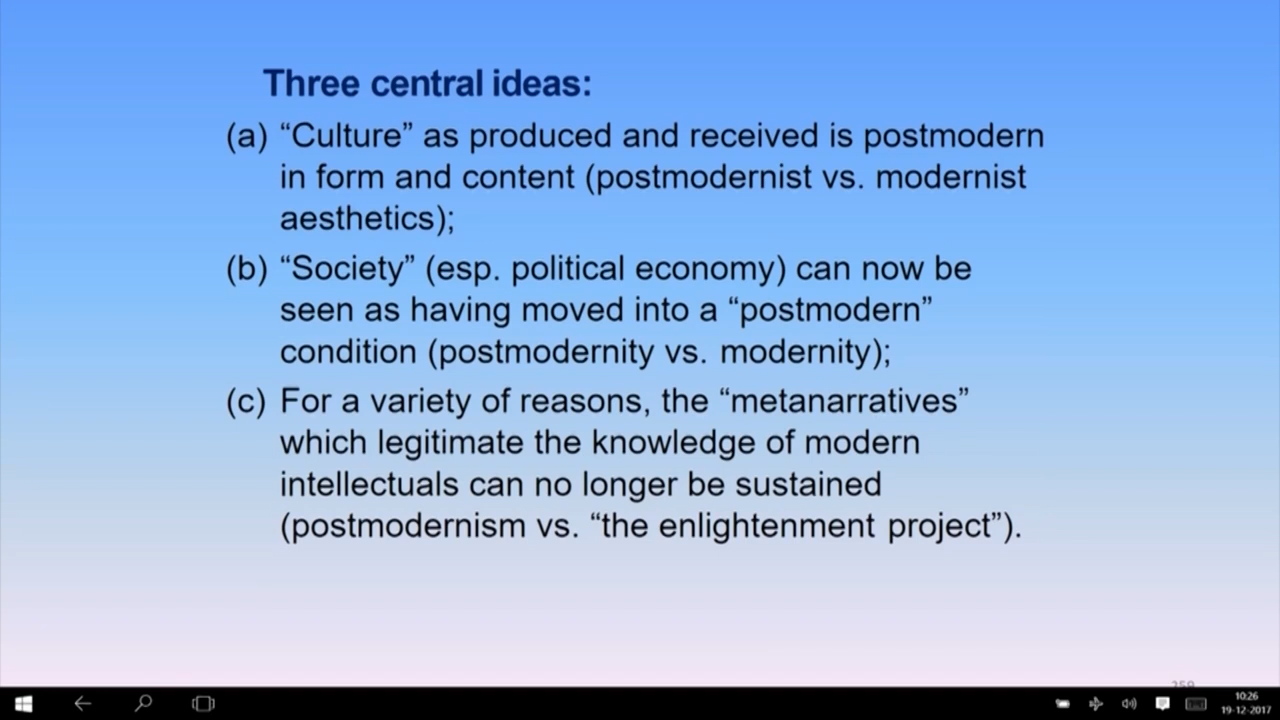 Three central ideas:
(a) “Culture” as produced and received is postmodern
in form and content (postmodernist vs. modernist
aesthetics);
(b) “Society” (esp. political economy) can now be
seen as having moved into a “postmodern”
condition (postmodernity vs. modernity);
(c) For a variety of reasons, the “metanarratives”
which legitimate the knowledge of modern
intellectuals can no longer be sustained
(postmodernism vs. “the enlightenment project”).
10:26
19-12-2017